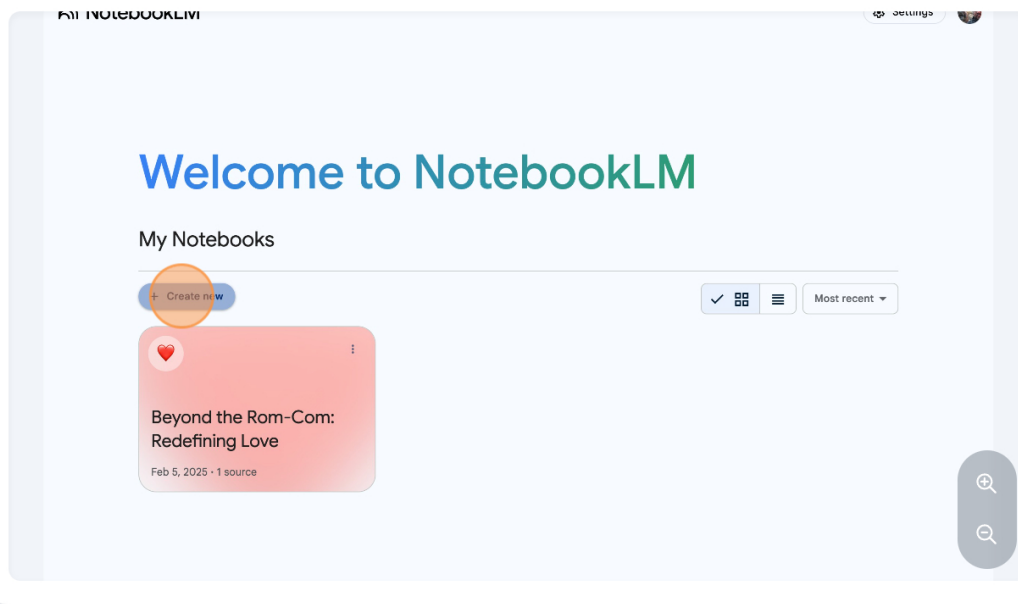 NotebookLM
Settings
Welcome to NotebookLM
My Notebooks
+ Create new
Most recent
Beyond the Rom-Com:
Redefining Love
Feb 5, 2025 · 1 source